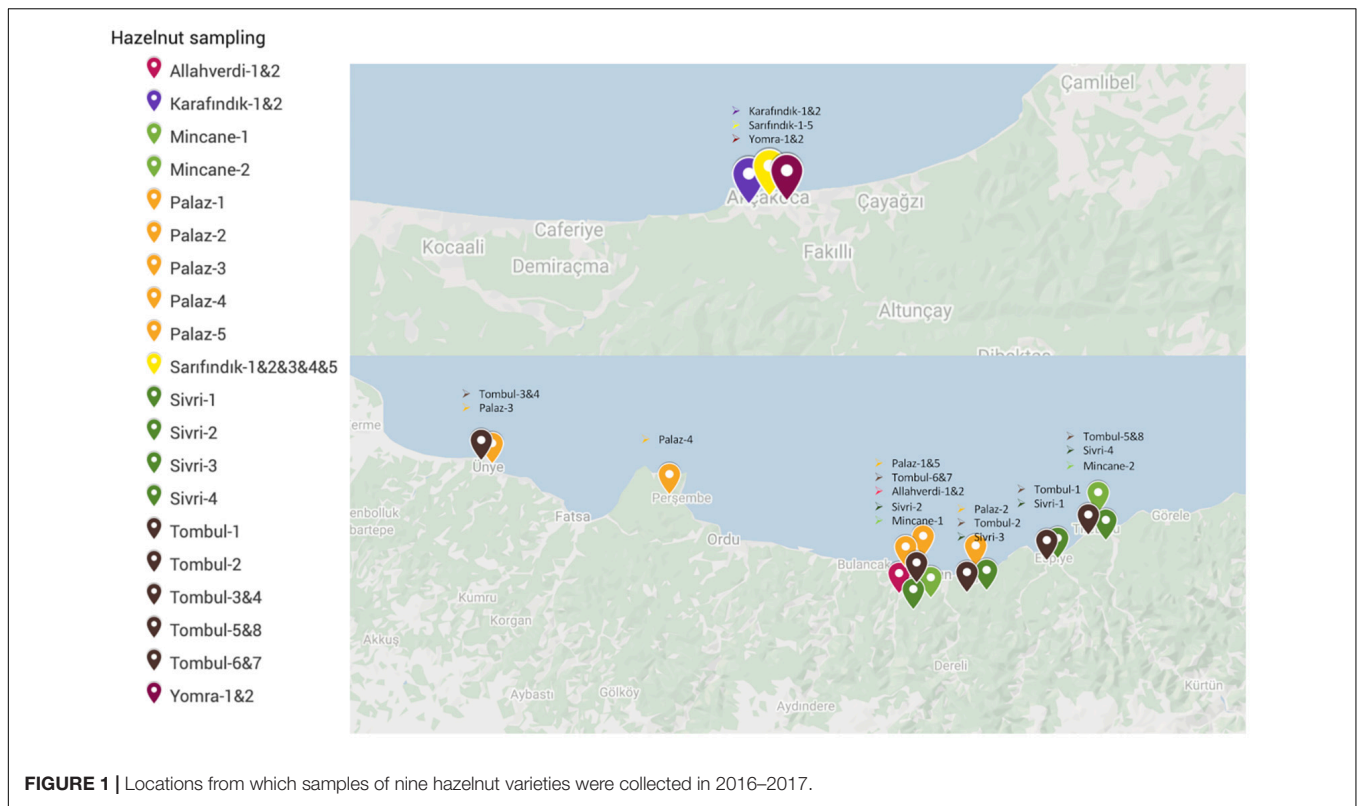 Hazelnut sampling
Allahverdi-1&2
Karafındık-1&2
Mincane-1
Mincane-2
Palaz-1
Palaz-2
Palaz-3
Palaz-4
Palaz-5
Sarıfındık-1&2&3&4&5
Sivri-1
Sivri-2
Sivri-3
Sivri-4
Tombul-1
Tombul-2
Tombul-3&4
Tombul-5&8
Tombul-6&7
Yomra-1&2
Çamlıbel
Karafındık-1&2
Sarıfındık-1-5
Yomra-1&2
Akçakoca
Çayağzı
Caferiye
Kocaali
Fakıllı
Demiraçma
Altunçay
Tombul-3&4
Palaz-3
erme
Ünye
Palaz-4
Perşembe
Fatsa
Ordu
Palaz-1&5
Tombul-6&7
Allahverdi-1&2
Sivri-2
Mincane-1
Bulancak
Palaz-2
Tombul-2
Sivri-3
Tombul-1
Sivri-1
Espiye
Tombul-5&8
Sivri-4
Mincane-2
Görele
enbolluk
bartepe
Kumru
Korgan
Akkuş
Aybastı
Gölköy
Dereli
Aydındere
Kürtün
FIGURE 1 | Locations from which samples of nine hazelnut varieties were collected in 2016–2017.